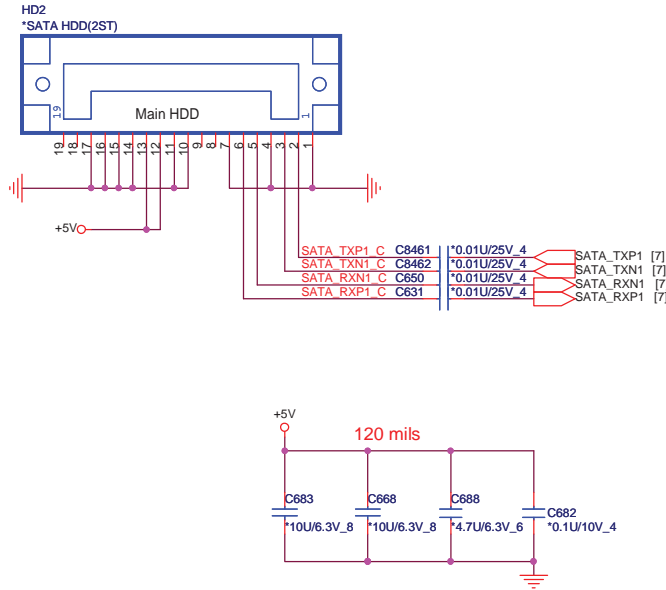 HD2
*SATA HDD(2ST)
19
1
Main HDD
19 18 17 16 15 14 13 12 11 10 9 8 7 6 5 4 3 2 1
+5V
SATA_TXP1_C C8461 *0.01U/25V_4 SATA_TXP1 [7]
SATA_TXN1_C C8462 *0.01U/25V_4 SATA_TXN1 [7]
SATA_RXN1_C C650 *0.01U/25V_4 SATA_RXN1 [7
SATA_RXP1_C C631 *0.01U/25V_4 SATA_RXP1 [7]
+5V
120 mils
C683 C668 C688 C682
*10U/6.3V_8 *10U/6.3V_8 *4.7U/6.3V_6 *0.1U/10V_4